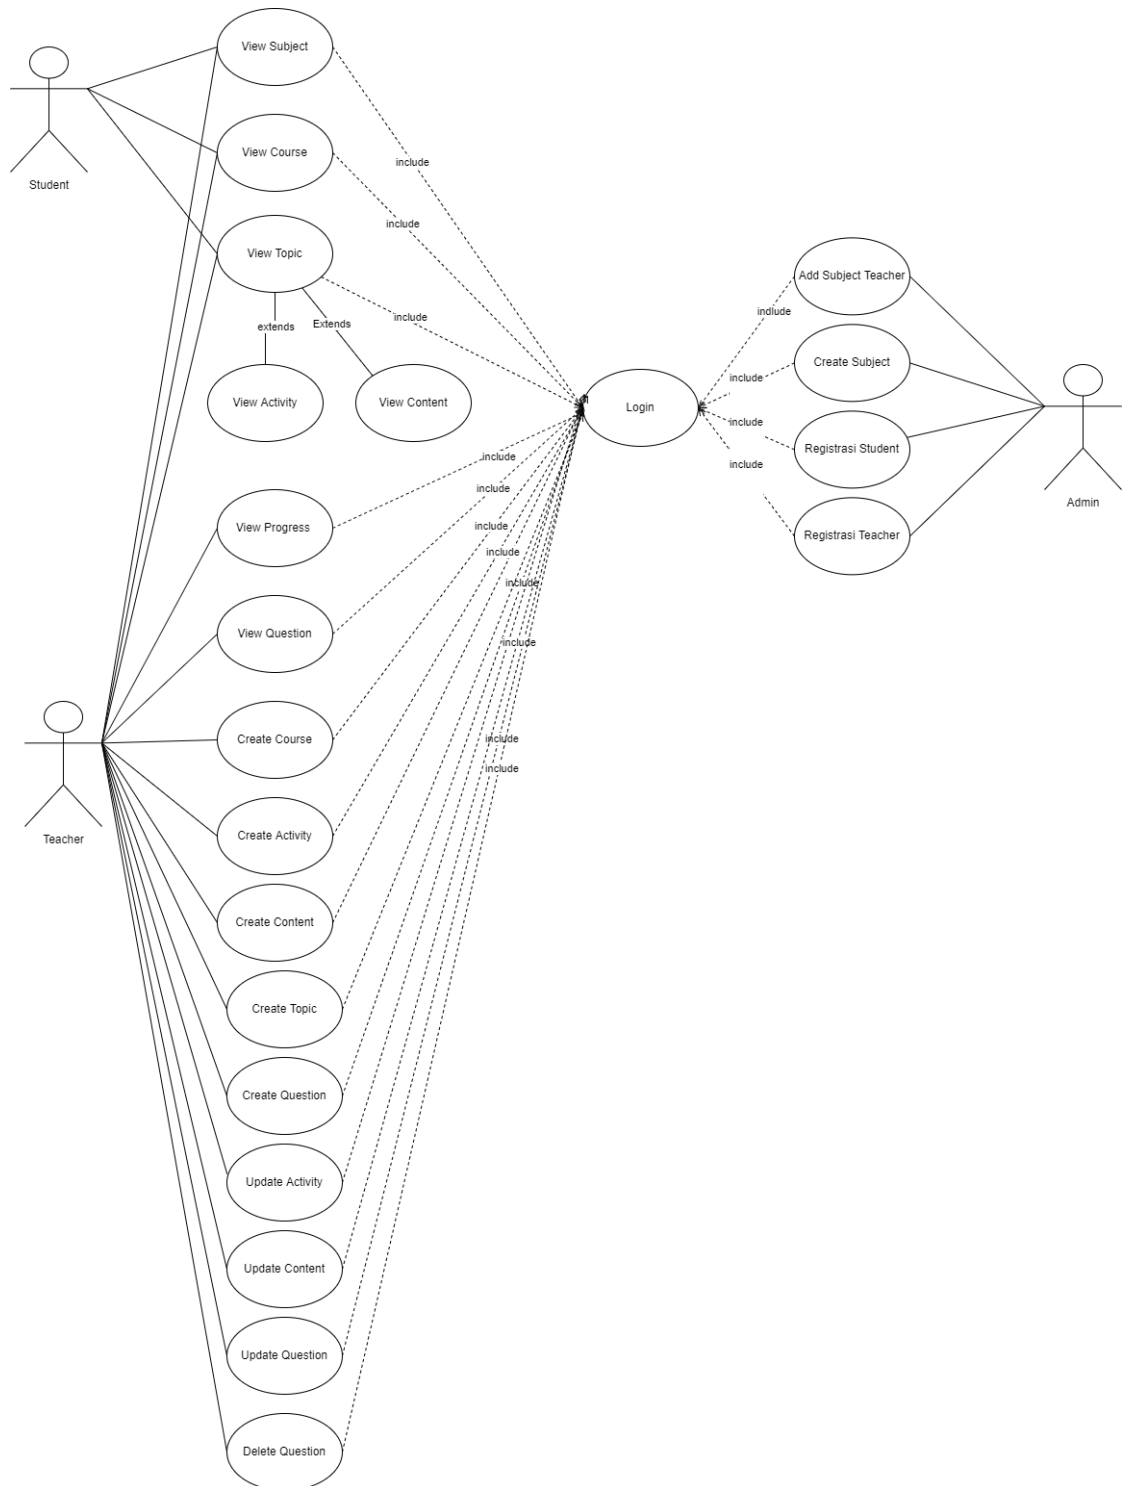 View Subject
Student
View Course
include
include
View Topic
include
extends
Extends
View Activity
View Content
Add Subject Teacher
include
Create Subject
include
Login
include
Registrasi Student
include
Registrasi Teacher
Admin
include
View Progress
include
include
include
include
View Question
include
Create Course
include
include
Teacher
Create Activity
Create Content
Create Topic
Create Question
Update Activity
Update Content
Update Question
Delete Question